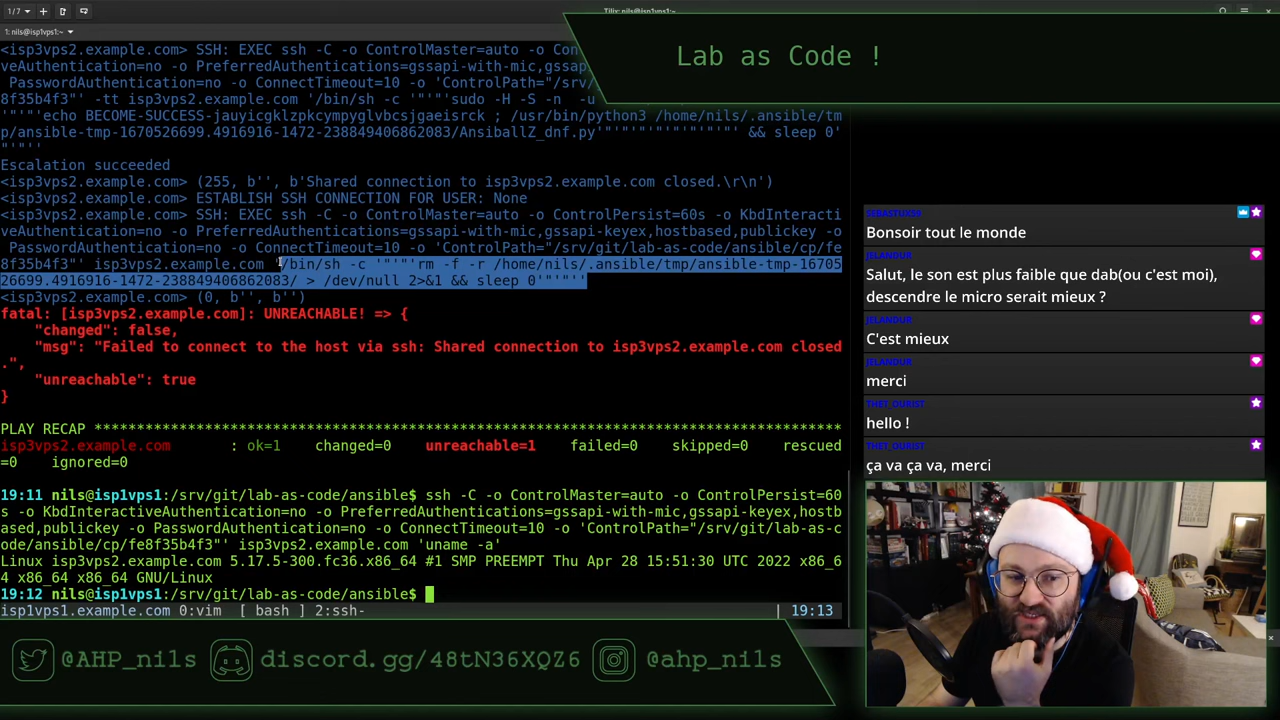 1/7
Tilix: nils@isp1vps1:~
1: nils@isp1vps1:~
Lab as Code !
<isp3vps2.example.com> SSH: EXEC ssh -C -o ControlMaster=auto -o Con
veAuthentication=no -o PreferredAuthentications=gssapi-with-mic,gssa
 PasswordAuthentication=no -o ConnectTimeout=10 -o 'ControlPath="/srv/
8f35b4f3"' -tt isp3vps2.example.com '/bin/sh -c '"'"'sudo -H -S -n  -u
'"'"'echo BECOME-SUCCESS-jauyicgklzpkcympyglvbcsjgaeisrck ; /usr/bin/python3 /home/nils/.ansible/tm
p/ansible-tmp-1670526699.4916916-1472-238849406862083/AnsiballZ_dnf.py'"'"'"'"'"'"'"'"' && sleep 0'
"'"''
Escalation succeeded
<isp3vps2.example.com> (255, b'', b'Shared connection to isp3vps2.example.com closed.\r\n')
<isp3vps2.example.com> ESTABLISH SSH CONNECTION FOR USER: None
<isp3vps2.example.com> SSH: EXEC ssh -C -o ControlMaster=auto -o ControlPersist=60s -o KbdInteracti
veAuthentication=no -o PreferredAuthentications=gssapi-with-mic,gssapi-keyex,hostbased,publickey -o
 PasswordAuthentication=no -o ConnectTimeout=10 -o 'ControlPath="/srv/git/lab-as-code/ansible/cp/fe
8f35b4f3"' isp3vps2.example.com '/bin/sh -c '"'"'rm -f -r /home/nils/.ansible/tmp/ansible-tmp-16705
26699.4916916-1472-238849406862083/ > /dev/null 2>&1 && sleep 0'"'"''
<isp3vps2.example.com> (0, b'', b'')
fatal: [isp3vps2.example.com]: UNREACHABLE! => {
    "changed": false,
    "msg": "Failed to connect to the host via ssh: Shared connection to isp3vps2.example.com closed
.",
    "unreachable": true
}
PLAY RECAP ****************************************************************************************
isp3vps2.example.com       : ok=1    changed=0    unreachable=1    failed=0    skipped=0    rescued
=0    ignored=0
19:11 nils@isp1vps1:/srv/git/lab-as-code/ansible$ ssh -C -o ControlMaster=auto -o ControlPersist=60
s -o KbdInteractiveAuthentication=no -o PreferredAuthentications=gssapi-with-mic,gssapi-keyex,hostb
ased,publickey -o PasswordAuthentication=no -o ConnectTimeout=10 -o 'ControlPath="/srv/git/lab-as-c
ode/ansible/cp/fe8f35b4f3"' isp3vps2.example.com 'uname -a'
Linux isp3vps2.example.com 5.17.5-300.fc36.x86_64 #1 SMP PREEMPT Thu Apr 28 15:51:30 UTC 2022 x86_6
4 x86_64 x86_64 GNU/Linux
19:12 nils@isp1vps1:/srv/git/lab-as-code/ansible$
isp1vps1.example.com 0:vim  [ bash ] 2:ssh-
| 19:13
SEBASTUX59
Bonsoir tout le monde
JELANDUR
Salut, le son est plus faible que dab(ou c'est moi),
descendre le micro serait mieux ?
JELANDUR
C'est mieux
JELANDUR
merci
THET_OURIST
hello !
THET_OURIST
ça va ça va, merci
@AHP_nils
discord.gg/48tN36XQZ6
@ahp_nils